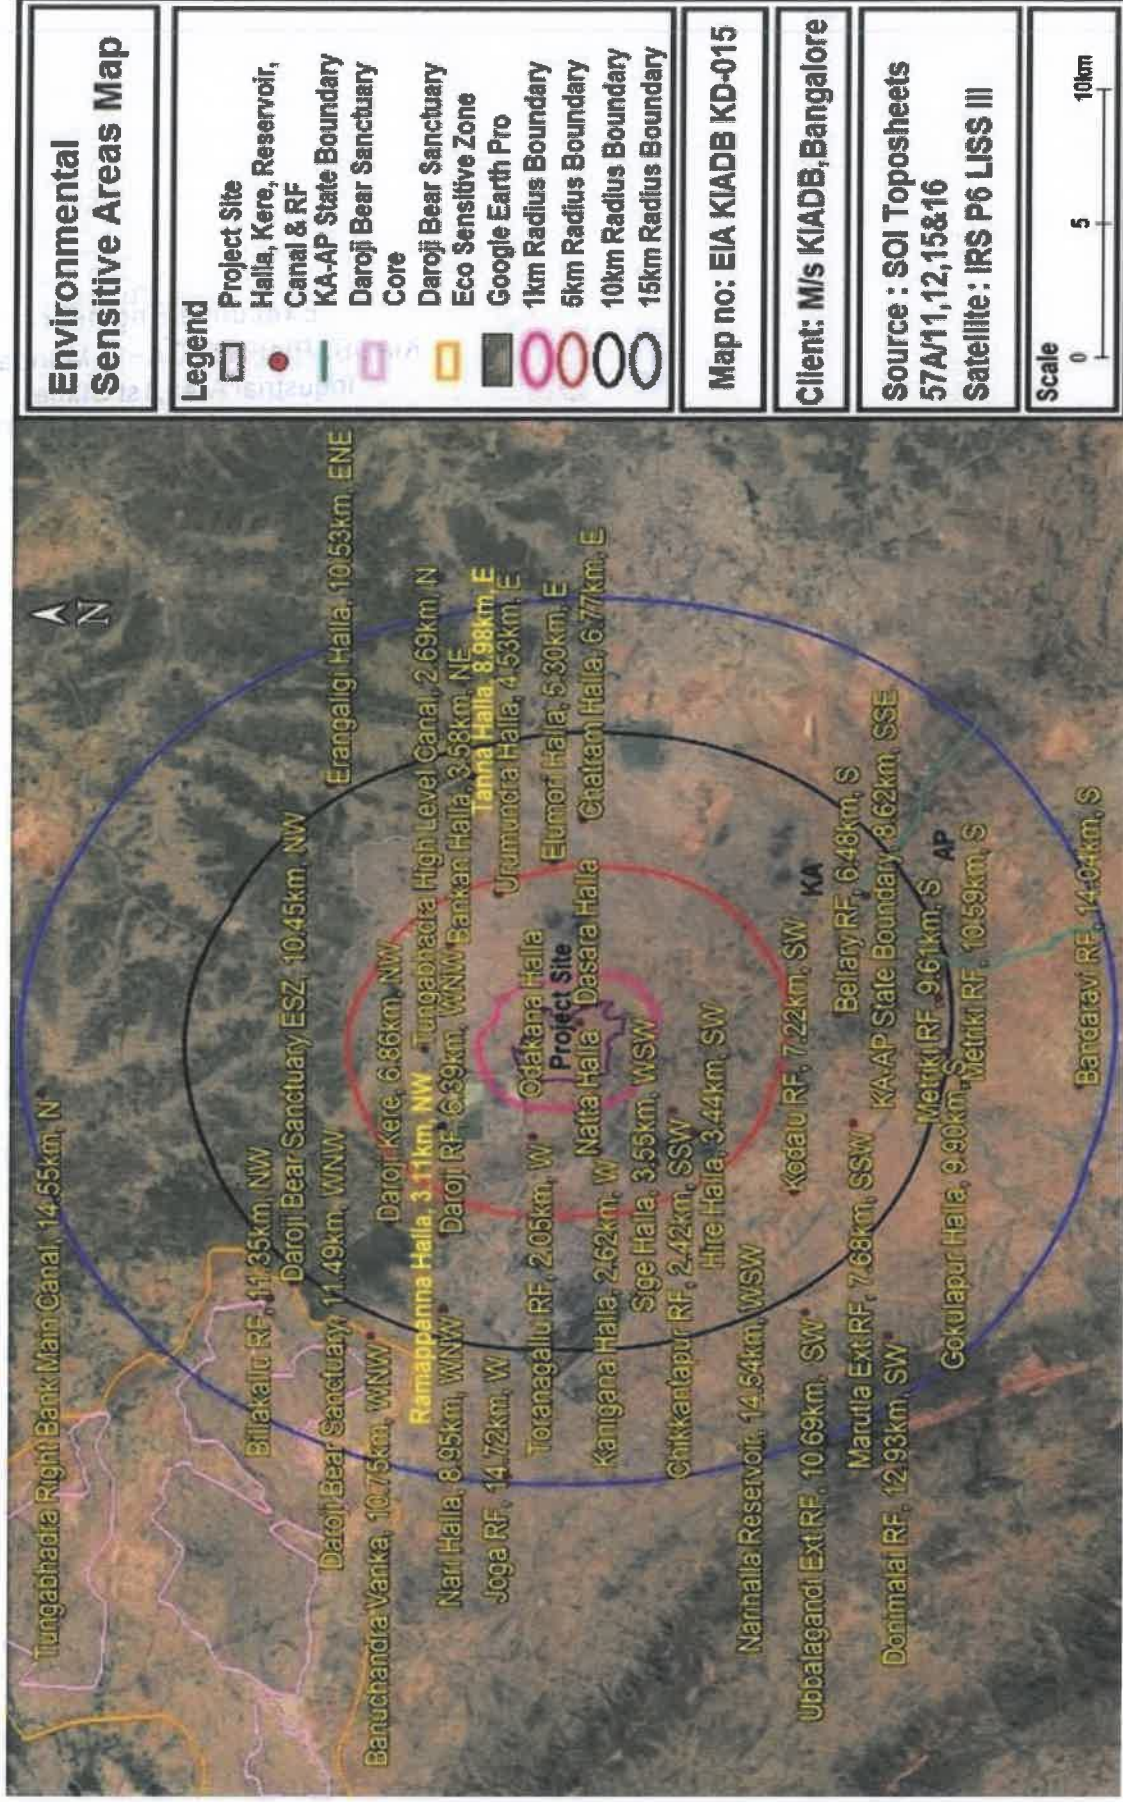 Environmental
Sensitive Areas Map
Legend
Project Site
Halla, Kere, Reservoir,
Canal & RF
KA-AP State Boundary
Daroji Bear Sanctuary
Core
Daroji Bear Sanctuary
Eco Sensitive Zone
Google Earth Pro
1km Radius Boundary
5km Radius Boundary
10km Radius Boundary
15km Radius Boundary
Map no: EIA KIADB KD-015
Client: M/s KIADB,Bangalore
Source : SOI Toposheets
57A/11,12,15&16
Satellite: IRS P6 LISS III
Scale
0 5 10km
N
Tungabhadra Right Bank Main Canal, 14.55km, N
Erangaligi Halla, 10.53km, ENE
Billakallu RF, 11.35km, NW
Daroji Bear Sanctuary ESZ, 10.45km, NW
Daroji Bear Sanctuary, 11.49km, WNW
Banuchandra Vanka, 10.75km, WNW
Daroji Kere, 6.86km, NW
Ramappanna Halla, 3.11km, NW
Tungabhadra High Level Canal, 2.69km, N
Nari Halla, 8.95km, WNW
Daroji RF, 6.39km, WNW
Bankan Halla, 3.58km, NE
Tanna Halla, 8.98km, E
Joga RF, 14.72km, W
Urumundra Halla, 4.53km, E
Toranagallu RF, 2.05km, W
Odakana Halla
Elumori Halla, 5.30km, E
Project Site
Kanigana Halla, 2.62km, W
Natta Halla
Dasara Halla
Chatram Halla, 6.77km, E
Sge Halla, 3.55km, WSW
Chikkantapur RF, 2.42km, SSW
Hire Halla, 3.44km, SW
Narihalla Reservoir, 14.54km, WSW
Kodalu RF, 7.22km, SW
KA
Ubbalagandi Ext RF, 10.69km, SW
Bellary RF, 6.48km, S
Marutla Ext RF, 7.68km, SSW
KA-AP State Boundary, 8.62km, SSE
Donimalai RF, 12.93km, SW
Metriki RF, 9.61km, S
AP
Gokulapur Halla, 9.90km, S
Metriki RF, 10.59km, S
Bandaravi RF, 14.04km, S